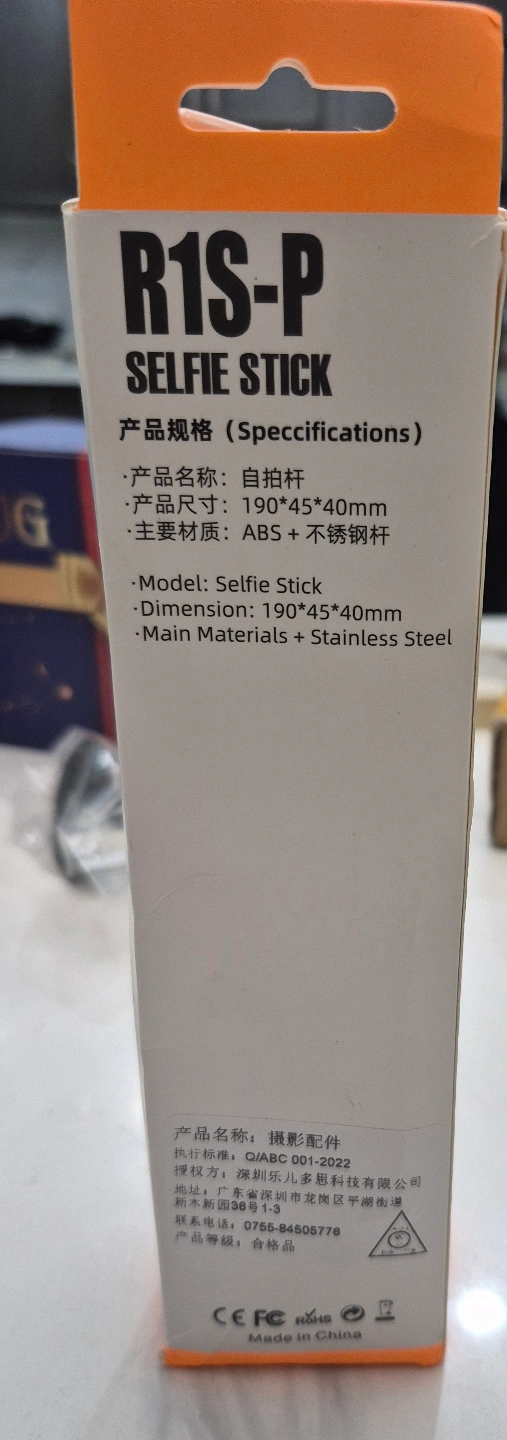 R1S-P
SELFIE STICK
产品规格（Speccifications）
·产品名称：自拍杆
·产品尺寸：190*45*40mm
·主要材质：ABS + 不锈钢杆
·Model: Selfie Stick
·Dimension: 190*45*40mm
·Main Materials + Stainless Steel
UG
产品名称：摄影配件
执行标准：Q/ABC 001-2022
授权方：深圳乐儿多思科技有限公司
地址：广东省深圳市龙岗区平湖街道
新木新园36号1-3
联系电话：0755-84505776
产品等级：合格品
CE FC RoHS
Made in China